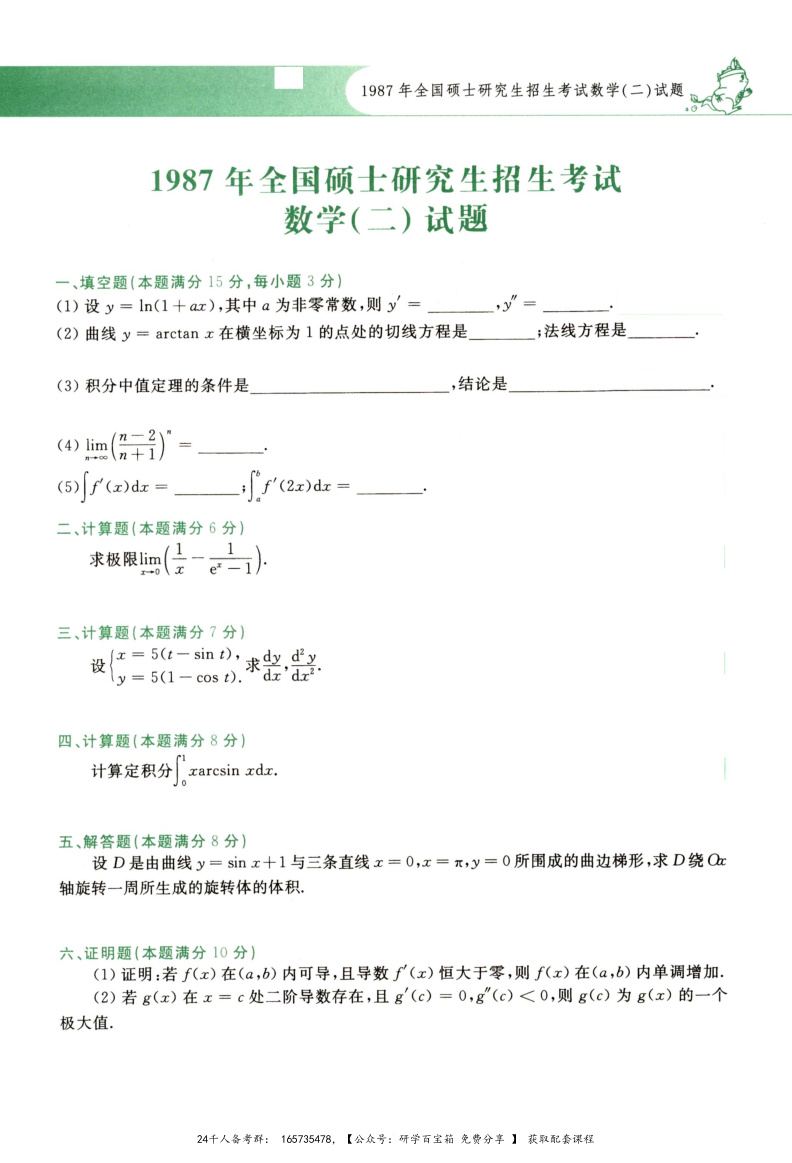 1987 年全国硕士研究生招生考试数学(二)试题
1987 年全国硕士研究生招生考试
数学(二) 试题
一、填空题(本题满分 15 分,每小题 3 分)
(1) 设 y = ln(1 + ax),其中 a 为非零常数,则 y′ = ________,y″ = ________.
(2) 曲线 y = arctan x 在横坐标为 1 的点处的切线方程是________;法线方程是________.
(3) 积分中值定理的条件是________________________,结论是________________________.
(4) lim_{n→∞} ((n − 2)/(n + 1))^n = ________.
(5) ∫f′(x)dx = ________;∫_a^b f′(2x)dx = ________.
二、计算题(本题满分 6 分)
求极限 lim_{x→0} (1/x − 1/(e^x − 1)).
三、计算题(本题满分 7 分)
设 { x = 5(t − sin t), y = 5(1 − cos t). 求 dy/dx, d²y/dx².
四、计算题(本题满分 8 分)
计算定积分∫_0^1 xarcsin xdx.
五、解答题(本题满分 8 分)
设 D 是由曲线 y = sin x + 1 与三条直线 x = 0,x = π,y = 0 所围成的曲边梯形,求 D 绕 Ox
轴旋转一周所生成的旋转体的体积.
六、证明题(本题满分 10 分)
(1) 证明:若 f(x) 在(a,b) 内可导,且导数 f′(x) 恒大于零,则 f(x) 在(a,b) 内单调增加.
(2) 若 g(x) 在 x = c 处二阶导数存在,且 g′(c) = 0,g″(c) < 0,则 g(c) 为 g(x) 的一个
极大值.
24千人备考群: 165735478, 【公众号: 研学百宝箱 免费分享 】 获取配套课程